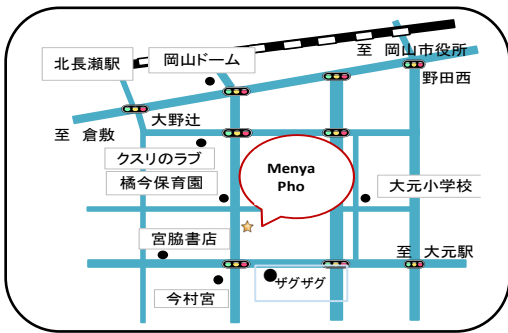 至 岡山市役所
岡山ドーム
北長瀬駅
野田西
大野辻
至 倉敷
クスリのラブ
Menya
Pho
橘今保育園
大元小学校
宮脇書店
至 大元駅
ザグザグ
今村宮